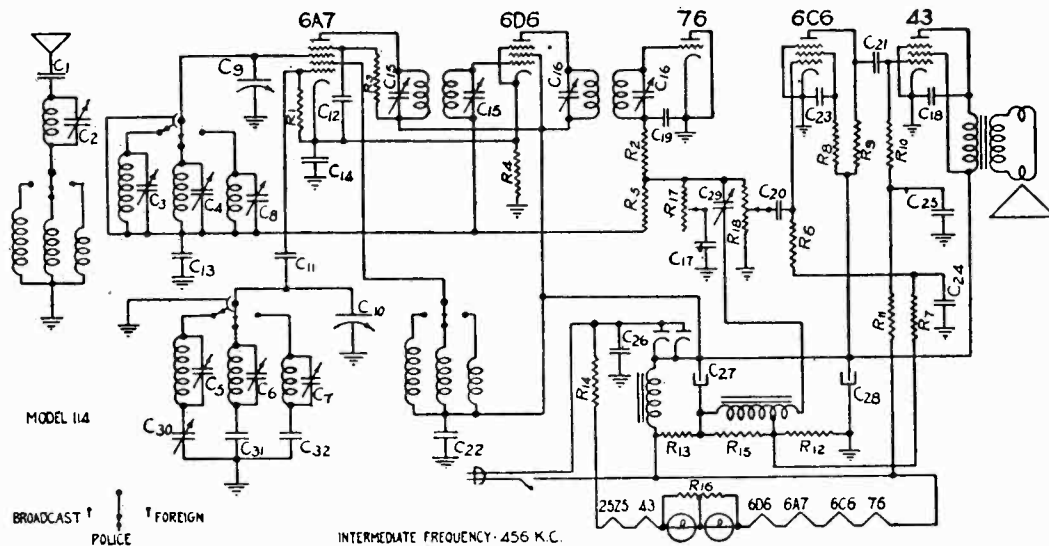 6A7 6D6 76 6C6 43
C1
C2
C9
R1
C12
R3
C15
C15
C16
C16
C19
C21
C23
R8
R9
R10
C18
C14
R4
R2
R5
R17
C29
R18
C20
R6
C17
C25
C24
C3
C4
C8
C13
C11
C10
R11
R7
C5
C6
C7
R14
C26
C27
C28
MODEL 114
C30
C31
C32
C22
R13
R15
R12
R16
25Z5 43 6D6 6A7 6C6 76
BROADCAST FOREIGN
POLICE
INTERMEDIATE FREQUENCY - 456 K.C.